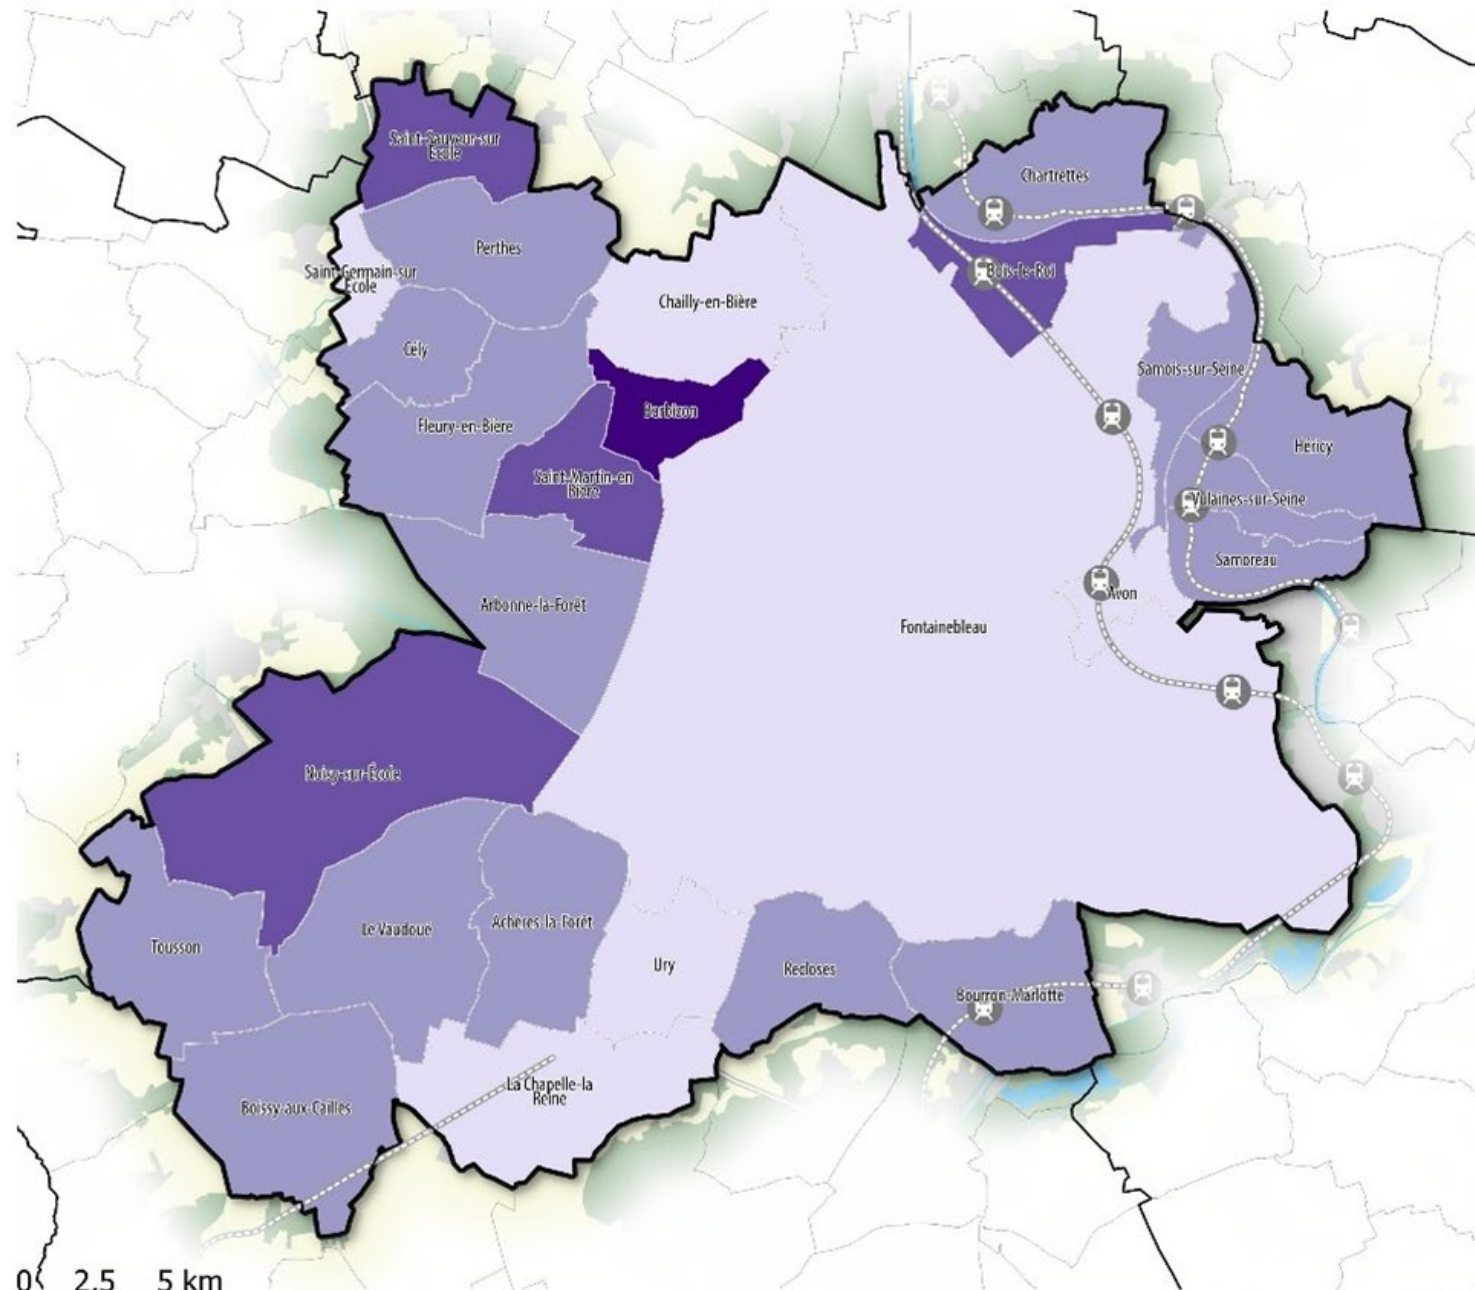 Saint-Sauveur-sur
École
Chartrettes
Perthes
Saint-Germain-sur
École
Bois-le-Roi
Chailly-en-Bière
Cély
Samois-sur-Seine
Barbizon
Fleury-en-Bière
Héricy
Saint-Martin-en
Bière
Vulaines-sur-Seine
Samoreau
Avon
Arbonne-la-Forêt
Fontainebleau
Noisy-sur-École
Le Vaudoué
Achères-la-Forêt
Tousson
Ury
Recloses
Bourron-Marlotte
La Chapelle-la
Reine
Boissy-aux-Cailles
0 2,5 5 km